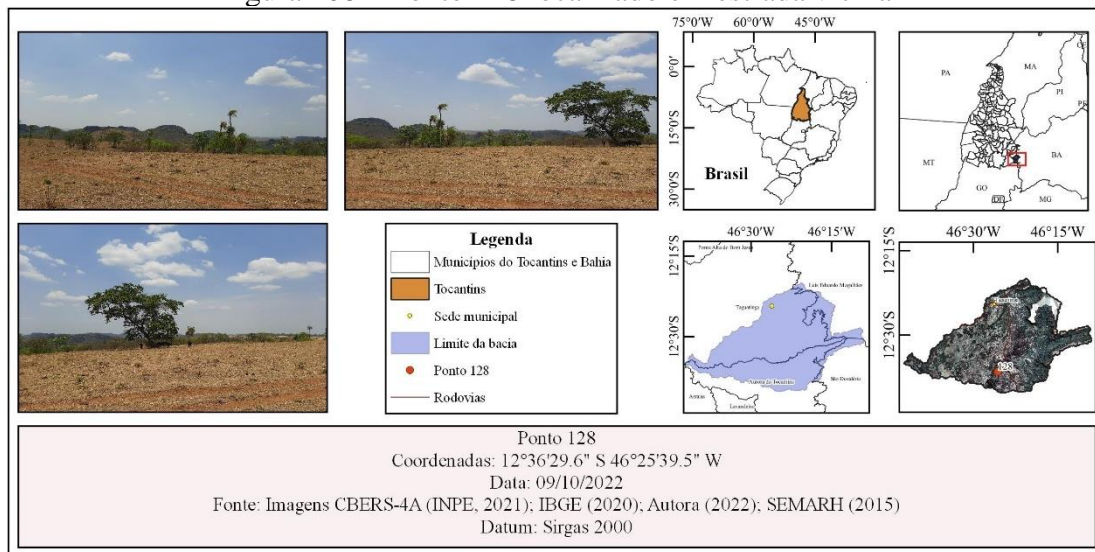 75°0'W 60°0'W 45°0'W
0°0'
15°0'S
30°0'S
Brasil
PA
MA
PI
MT
BA
GO
DF
MG
Legenda
Municípios do Tocantins e Bahia
Tocantins
Sede municipal
Limite da bacia
Ponto 128
Rodovias
46°30'W 46°15'W
12°15'S
12°30'S
Luís Eduardo Magalhães
Taguatinga
Aurora do Tocantins
São Desidério
Lavandeira
46°30'W 46°15'W
12°15'S
12°30'S
128
Ponto 128
Coordenadas: 12°36'29.6" S 46°25'39.5" W
Data: 09/10/2022
Fonte: Imagens CBERS-4A (INPE, 2021); IBGE (2020); Autora (2022); SEMARH (2015)
Datum: Sirgas 2000